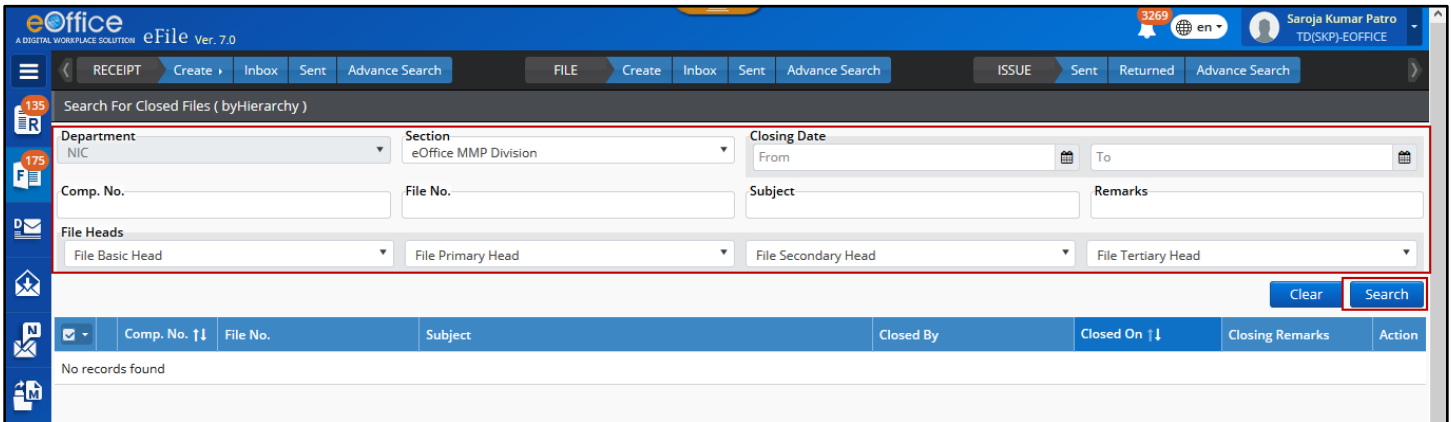 eOffice
A DIGITAL WORKPLACE SOLUTION eFile Ver. 7.0
3269 en Saroja Kumar Patro
TD(SKP)-EOFFICE
RECEIPT Create Inbox Sent Advance Search FILE Create Inbox Sent Advance Search ISSUE Sent Returned Advance Search
135 R Search For Closed Files ( byHierarchy )
Department Section Closing Date
NIC eOffice MMP Division From To
175 F
Comp. No. File No. Subject Remarks
D
File Heads
File Basic Head File Primary Head File Secondary Head File Tertiary Head
Clear Search
N Comp. No. File No. Subject Closed By Closed On Closing Remarks Action
No records found
M